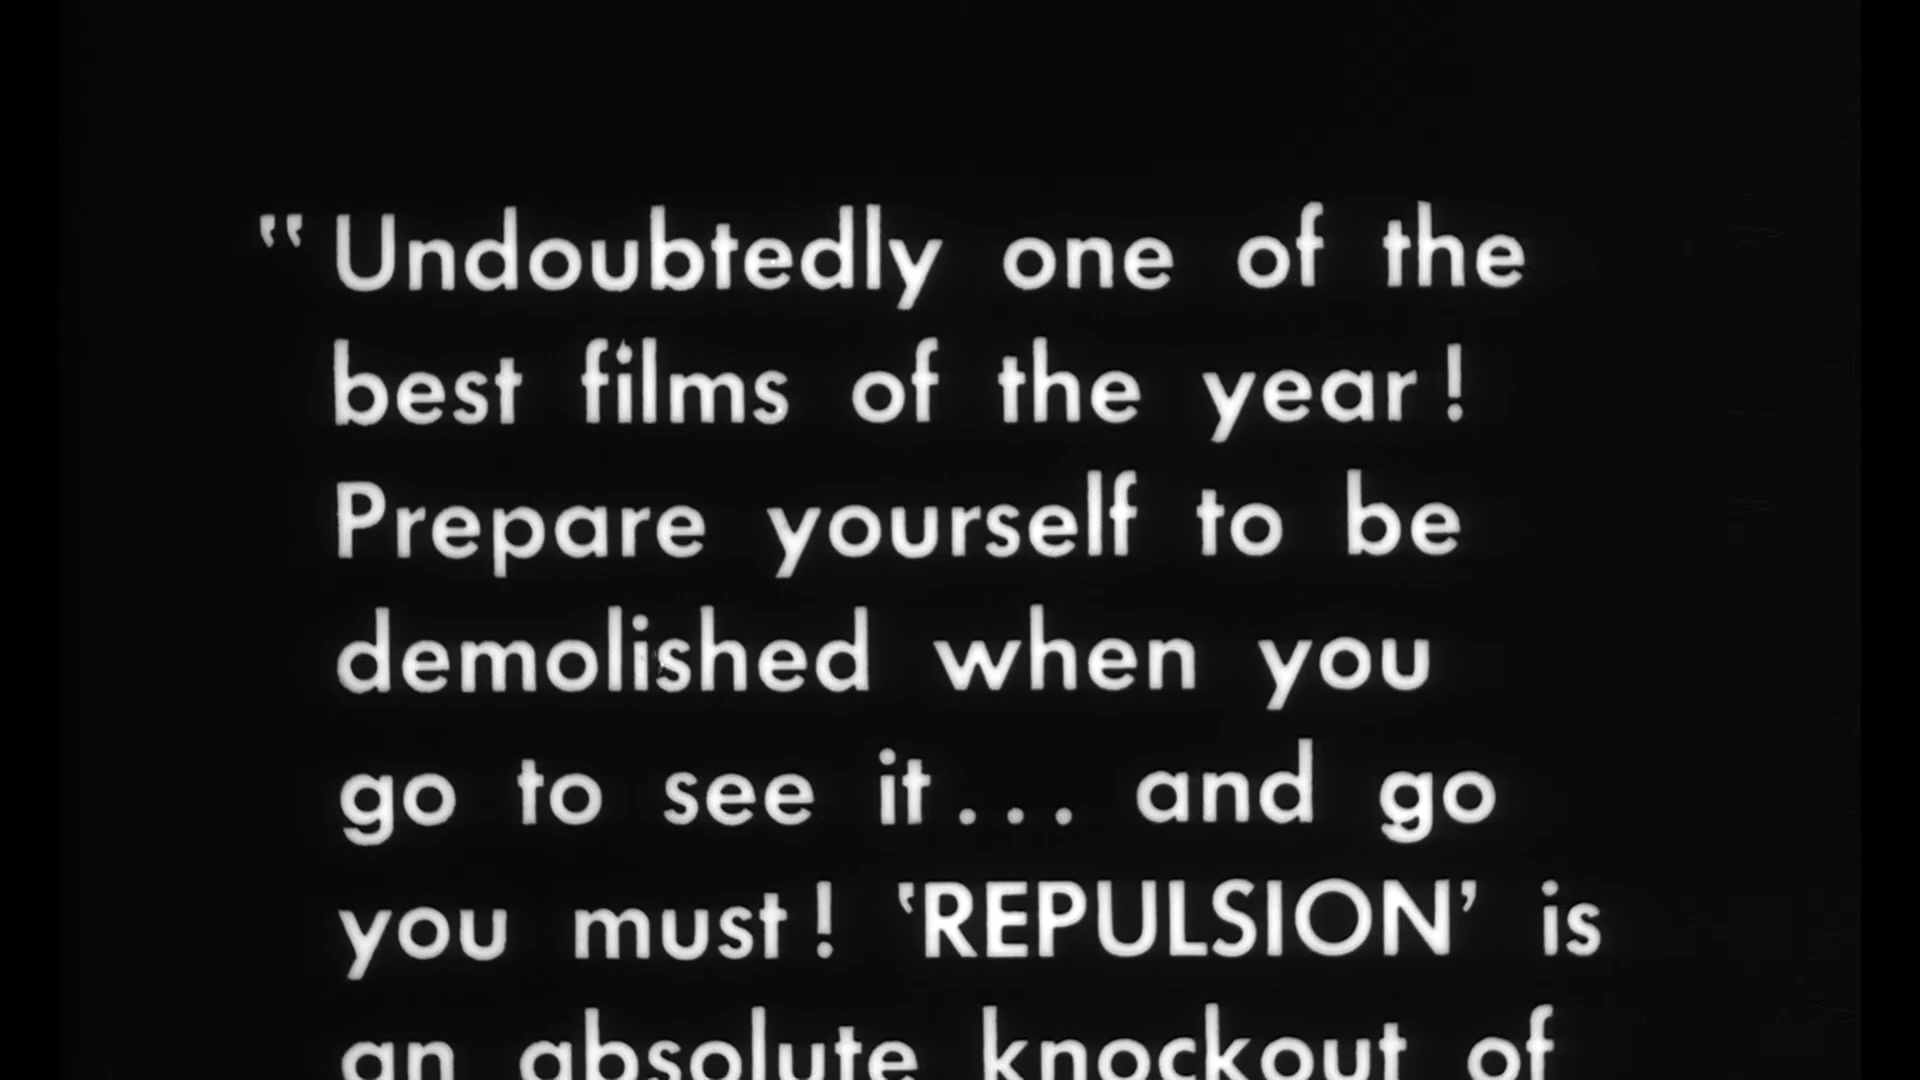 “Undoubtedly one of the
best films of the year!
Prepare yourself to be
demolished when you
go to see it... and go
you must! ‘REPULSION’ is
an absolute knockout of